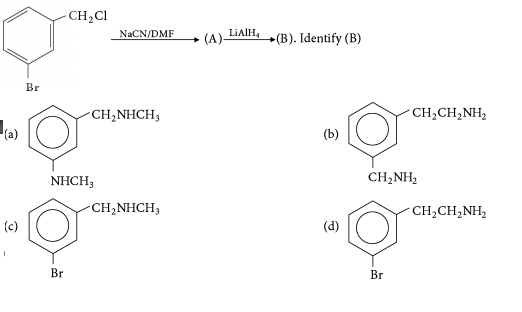 CH₂Cl
NaCN/DMF (A) LiAlH₄ (B). Identify (B)
Br
(a) CH₂NHCH₃
NHCH₃
(b) CH₂CH₂NH₂
CH₂NH₂
(c) CH₂NHCH₃
Br
(d) CH₂CH₂NH₂
Br